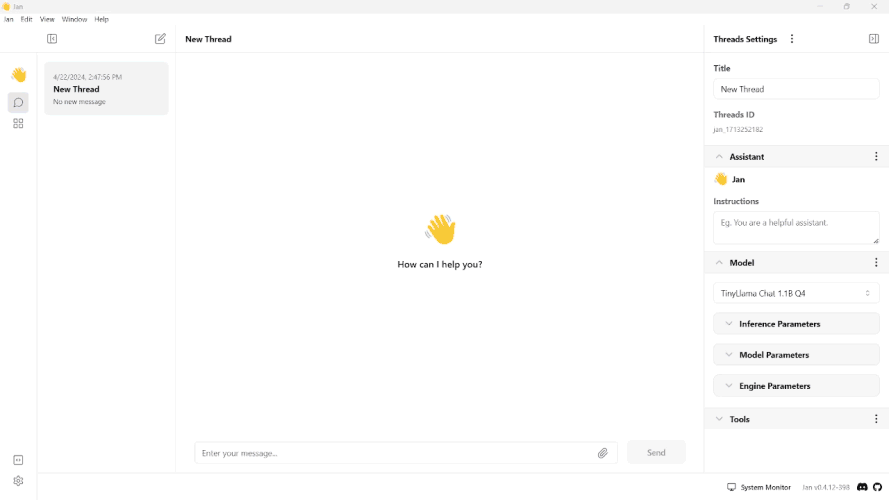 Jan
Jan Edit View Window Help
New Thread
Threads Settings
4/22/2024, 2:47:56 PM
New Thread
No new message
How can I help you?
Enter your message...
Send
Title
New Thread
Threads ID
jan_1713252182
Assistant
Jan
Instructions
Eg. You are a helpful assistant.
Model
TinyLlama Chat 1.1B Q4
Inference Parameters
Model Parameters
Engine Parameters
Tools
System Monitor
Jan v0.4.12-398